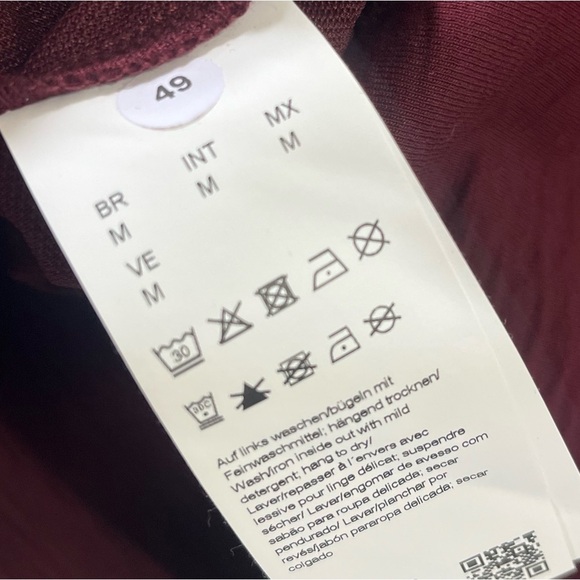 49
BR INT MX
M M M
VE
M
30
30C
Auf links waschen/bügeln mit
Feinwaschmittel; hängend trocknen/
Wash/iron inside out with mild
detergent; hang to dry/
Laver/repasser à l´envers avec
lessive pour linge délicat; suspendre
sécher/ Lavar/engomar de avesso com
sabão para roupa delicada; secar
pendurado/ Lavar/planchar por
revés/jabón pararopa delicada; secar
colgado